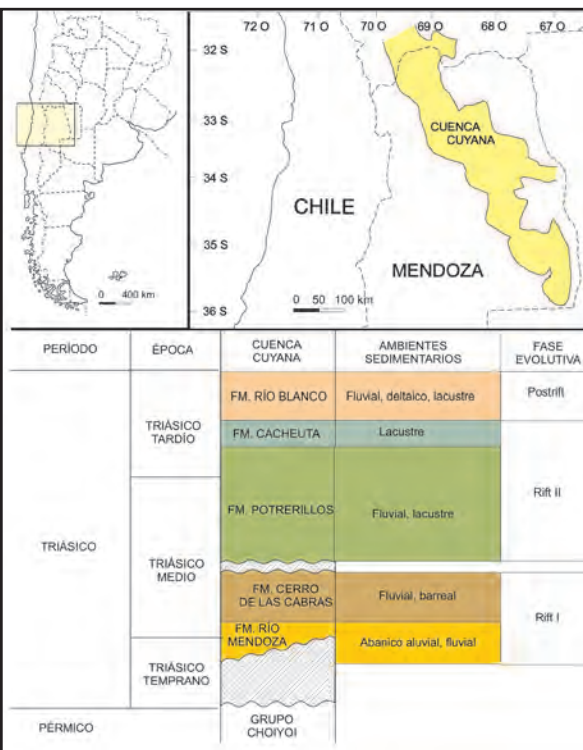 72 O 71 O 70 O 69 O 68 O 67 O
32 S
33 S
34 S
35 S
36 S
CUENCA
CUYANA
CHILE
MENDOZA
0 400 km
0 50 100 km
PERÍODO
ÉPOCA
CUENCA
CUYANA
AMBIENTES
SEDIMENTARIOS
FASE
EVOLUTIVA
TRIÁSICO
TRIÁSICO
TARDÍO
FM. RÍO BLANCO
Fluvial, deltaico, lacustre
Postrift
FM. CACHEUTA
Lacustre
Rift II
FM. POTRERILLOS
Fluvial, lacustre
TRIÁSICO
MEDIO
FM. CERRO
DE LAS CABRAS
Fluvial, barreal
Rift I
FM. RÍO
MENDOZA
Abanico aluvial, fluvial
TRIÁSICO
TEMPRANO
PÉRMICO
GRUPO
CHOIYOI